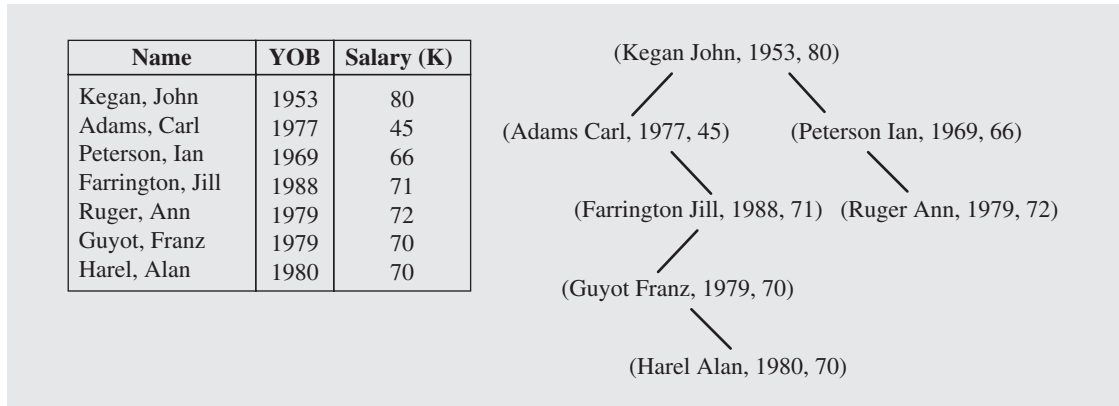 Name YOB Salary (K)
Kegan, John 1953 80
Adams, Carl 1977 45
Peterson, Ian 1969 66
Farrington, Jill 1988 71
Ruger, Ann 1979 72
Guyot, Franz 1979 70
Harel, Alan 1980 70
(Kegan John, 1953, 80)
(Adams Carl, 1977, 45) (Peterson Ian, 1969, 66)
(Farrington Jill, 1988, 71) (Ruger Ann, 1979, 72)
(Guyot Franz, 1979, 70)
(Harel Alan, 1980, 70)